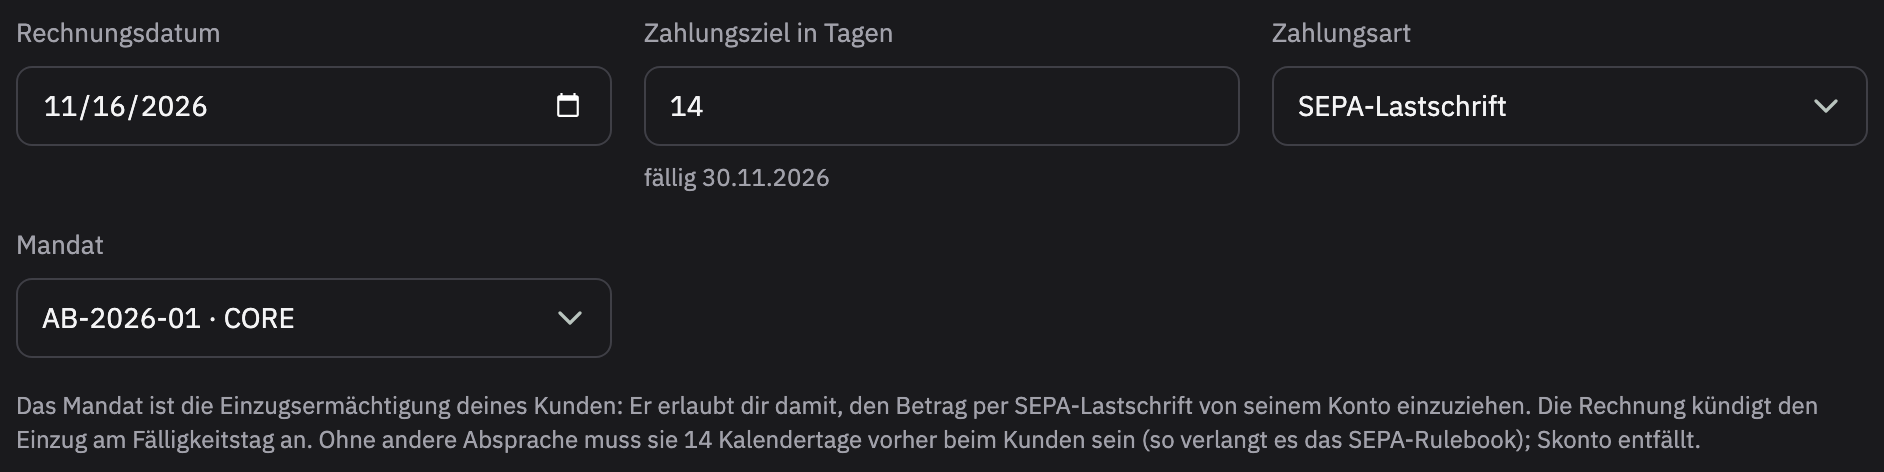 Rechnungsdatum
Zahlungsziel in Tagen
Zahlungsart
11/16/2026
14
SEPA-Lastschrift
fällig 30.11.2026
Mandat
AB-2026-01 · CORE
Das Mandat ist die Einzugsermächtigung deines Kunden: Er erlaubt dir damit, den Betrag per SEPA-Lastschrift von seinem Konto einzuziehen. Die Rechnung kündigt den
Einzug am Fälligkeitstag an. Ohne andere Absprache muss sie 14 Kalendertage vorher beim Kunden sein (so verlangt es das SEPA-Rulebook); Skonto entfällt.